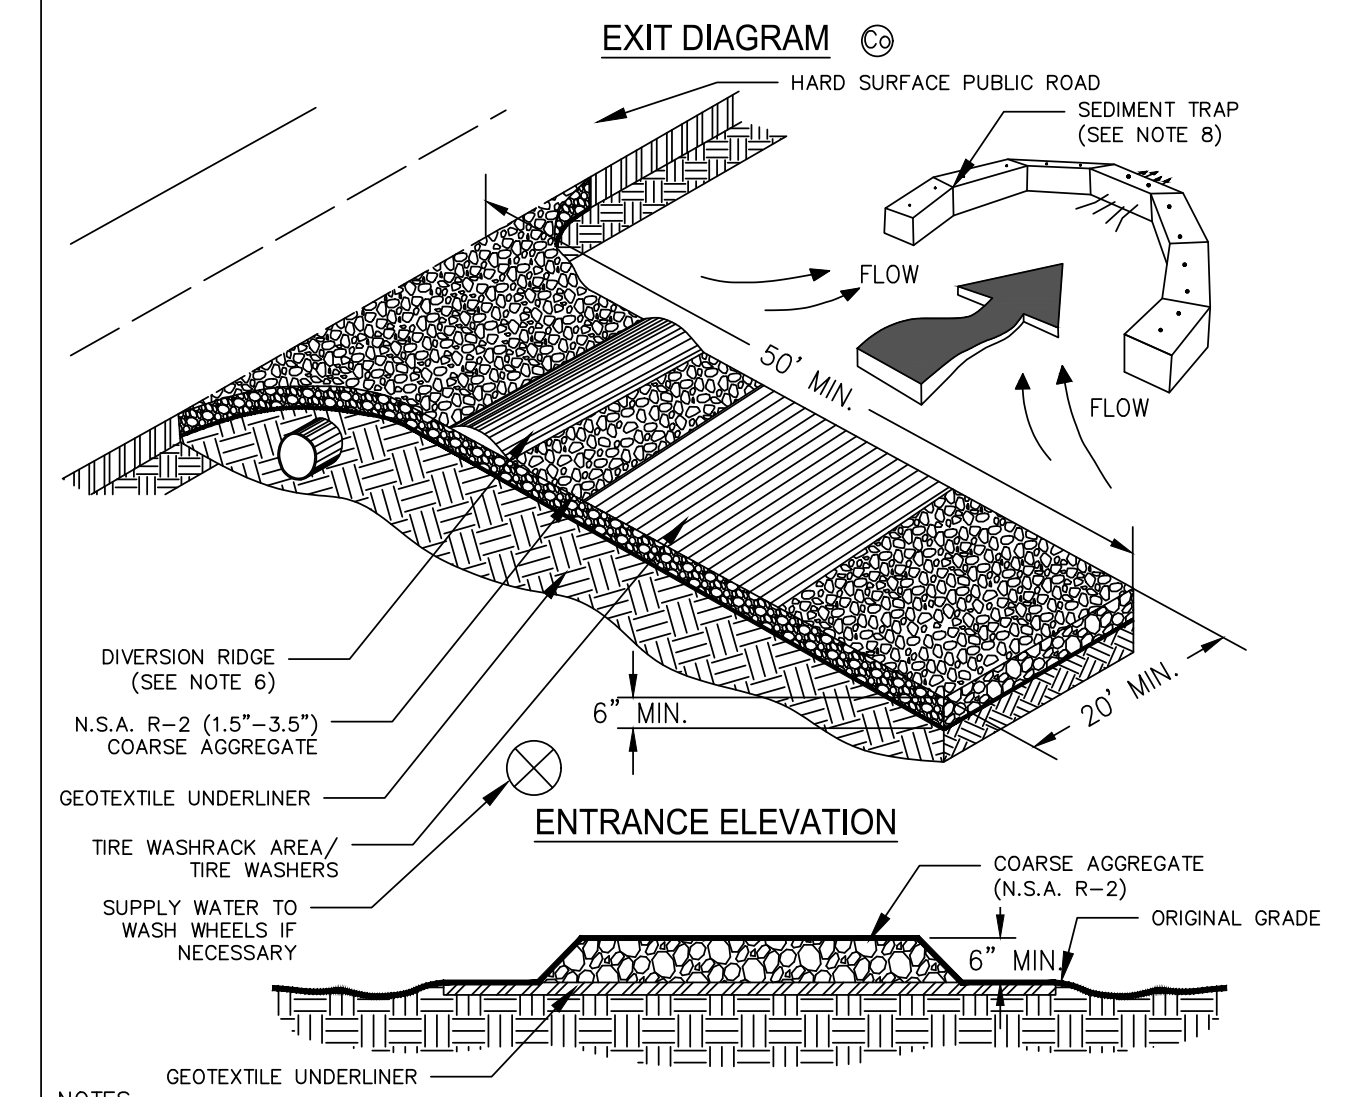 EXIT DIAGRAM Co
HARD SURFACE PUBLIC ROAD
SEDIMENT TRAP
(SEE NOTE 8)
FLOW
50' MIN.
FLOW
DIVERSION RIDGE
(SEE NOTE 6)
N.S.A. R-2 (1.5"-3.5")
COARSE AGGREGATE
6" MIN.
20' MIN.
GEOTEXTILE UNDERLINER
TIRE WASHRACK AREA/
TIRE WASHERS
SUPPLY WATER TO
WASH WHEELS IF
NECESSARY
ENTRANCE ELEVATION
COARSE AGGREGATE
(N.S.A. R-2)
ORIGINAL GRADE
6" MIN.
GEOTEXTILE UNDERLINER
NOTES